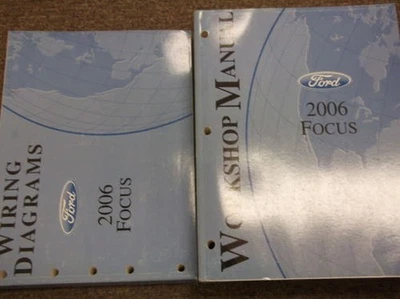 WIRING
DIAGRAMS
Ford
2006
FOCUS
WORKSHOP MANUAL
Ford
2006
FOCUS